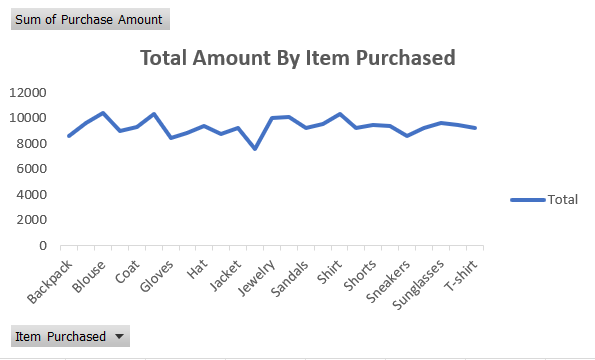 Sum of Purchase Amount
Total Amount By Item Purchased
12000
10000
8000
6000
4000
2000
0
Total
Backpack
Blouse
Coat
Gloves
Hat
Jacket
Jewelry
Sandals
Shirt
Shorts
Sneakers
Sunglasses
T-shirt
Item Purchased